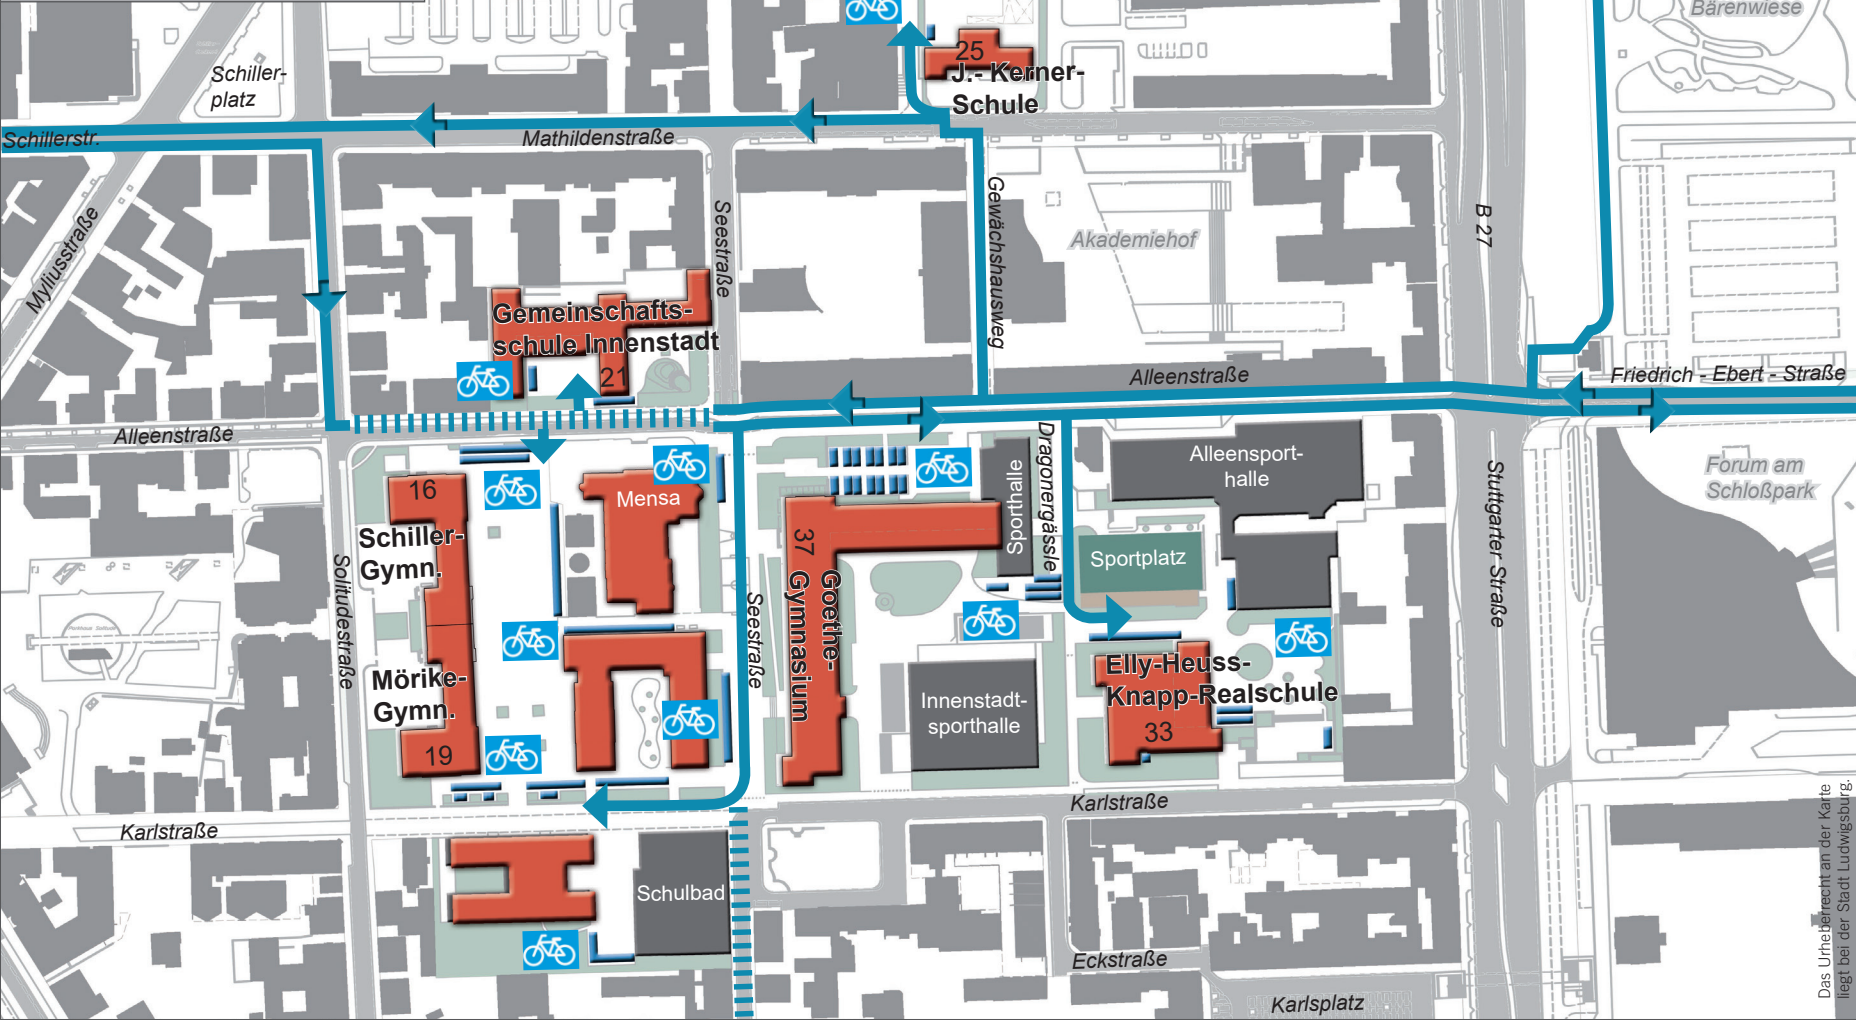 Bärenwiese
25
J.- Kerner-
Schule
Schiller-
platz
Schillerstr.
Mathildenstraße
Myliusstraße
Seestraße
Gewächshausweg
Akademiehof
B 27
Gemeinschafts-
schule Innenstadt
21
Alleenstraße
Friedrich - Ebert - Straße
Alleenstraße
16
Schiller-
Gymn.
Mensa
Sporthalle
Dragonergässle
Alleensport-
halle
Forum am
Schloßpark
Sportplatz
Stuttgarter Straße
37
Goethe-
Gymnasium
Solitudestraße
Seestraße
Mörike-
Gymn.
19
Innenstadt-
sporthalle
Elly-Heuss-
Knapp-Realschule
33
Karlstraße
Karlstraße
Schulbad
Eckstraße
Karlsplatz
Das Urheberrecht an der Karte
liegt bei der Stadt Ludwigsburg.